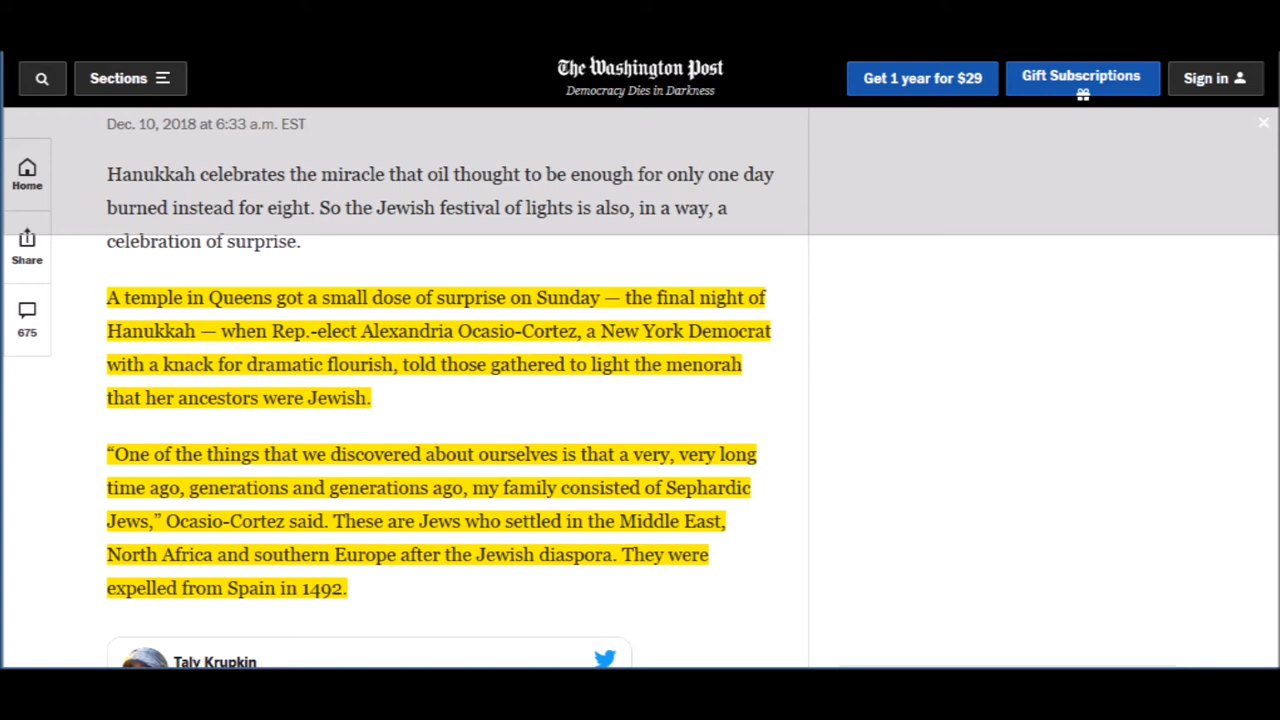 Sections
The Washington Post
Democracy Dies in Darkness
Get 1 year for $29
Gift Subscriptions
Sign in
Dec. 10, 2018 at 6:33 a.m. EST
Home
Share
675
Hanukkah celebrates the miracle that oil thought to be enough for only one day
burned instead for eight. So the Jewish festival of lights is also, in a way, a
celebration of surprise.
A temple in Queens got a small dose of surprise on Sunday — the final night of
Hanukkah — when Rep.-elect Alexandria Ocasio-Cortez, a New York Democrat
with a knack for dramatic flourish, told those gathered to light the menorah
that her ancestors were Jewish.
“One of the things that we discovered about ourselves is that a very, very long
time ago, generations and generations ago, my family consisted of Sephardic
Jews,” Ocasio-Cortez said. These are Jews who settled in the Middle East,
North Africa and southern Europe after the Jewish diaspora. They were
expelled from Spain in 1492.
Taly Krupkin